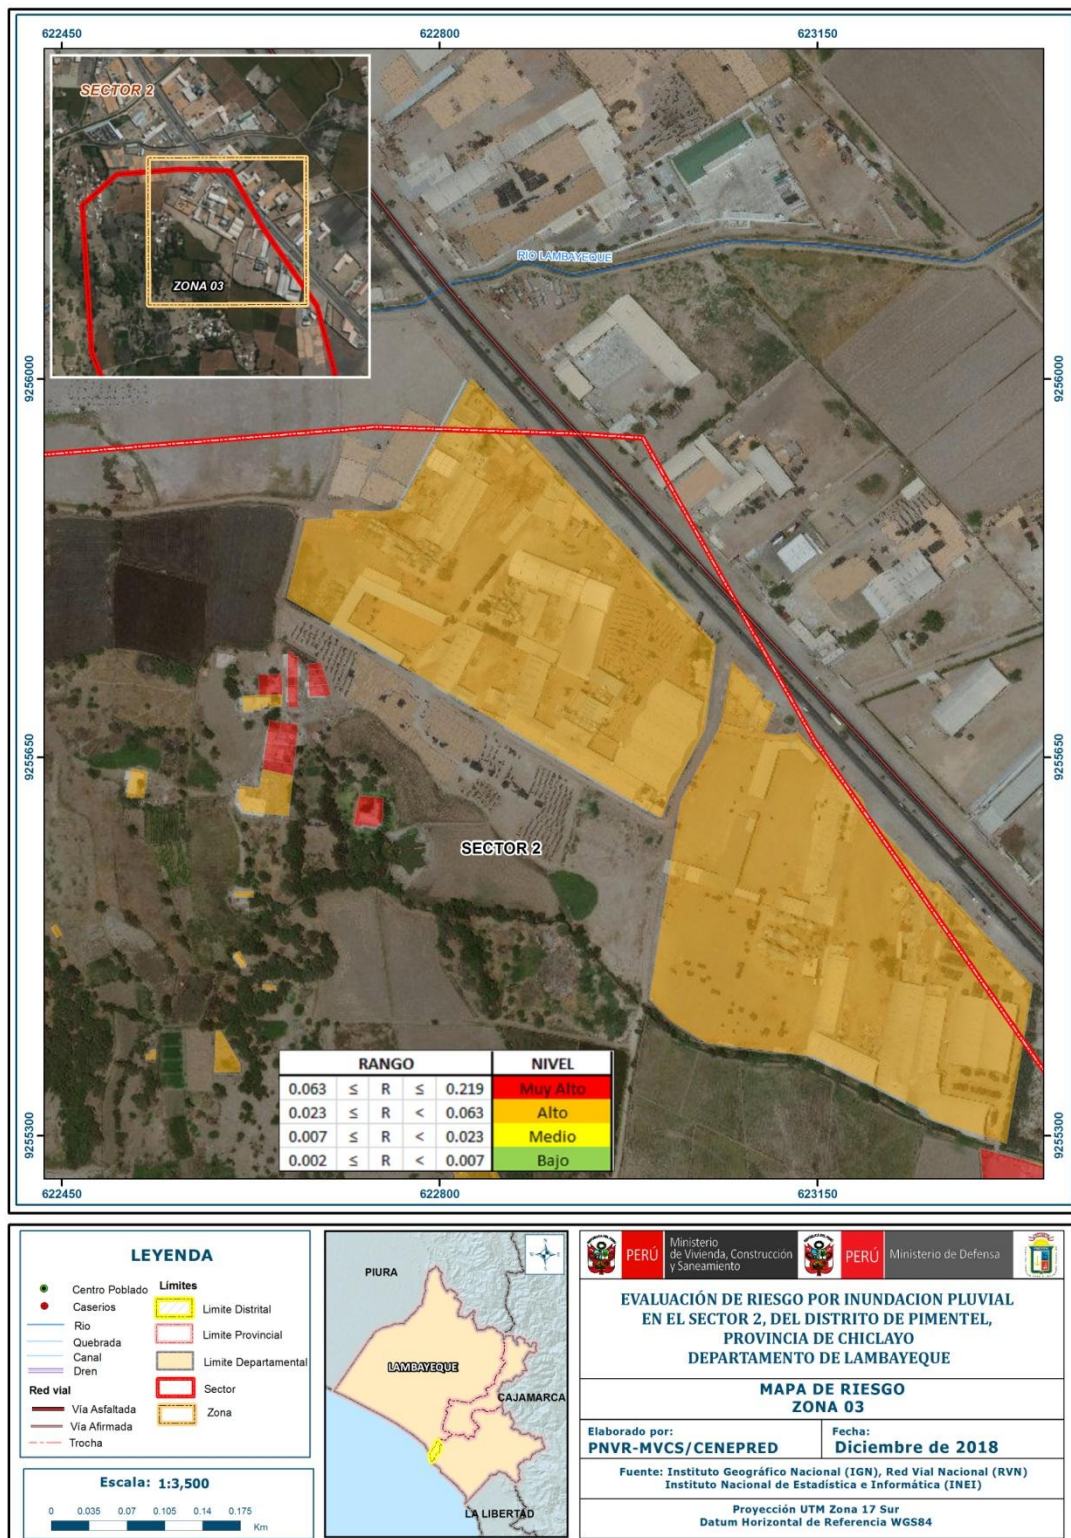 622450
622800
623150
SECTOR 2
ZONA 03
RIO LAMBAYEQUE
9256000
9256000
9255650
9255650
SECTOR 2
9255300
9255300
RANGO NIVEL
0.063 ≤ R ≤ 0.219 Muy Alto
0.023 ≤ R < 0.063 Alto
0.007 ≤ R < 0.023 Medio
0.002 ≤ R < 0.007 Bajo
622450
622800
623150
LEYENDA
Centro Poblado
Caserios
Rio
Quebrada
Canal
Dren
Red vial
Vía Asfaltada
Vía Afirmada
Trocha
Límites
Limite Distrital
Limite Provincial
Limite Departamental
Sector
Zona
Escala: 1:3,500
0 0.035 0.07 0.105 0.14 0.175
Km
PIURA
LAMBAYEQUE
CAJAMARCA
LA LIBERTAD
PERÚ
Ministerio
de Vivienda, Construcción
y Saneamiento
PERÚ
Ministerio de Defensa
EVALUACIÓN DE RIESGO POR INUNDACION PLUVIAL
EN EL SECTOR 2, DEL DISTRITO DE PIMENTEL,
PROVINCIA DE CHICLAYO
DEPARTAMENTO DE LAMBAYEQUE
MAPA DE RIESGO
ZONA 03
Elaborado por:
PNVR-MVCS/CENEPRED
Fecha:
Diciembre de 2018
Fuente: Instituto Geográfico Nacional (IGN), Red Vial Nacional (RVN)
Instituto Nacional de Estadística e Informática (INEI)
Proyección UTM Zona 17 Sur
Datum Horizontal de Referencia WGS84